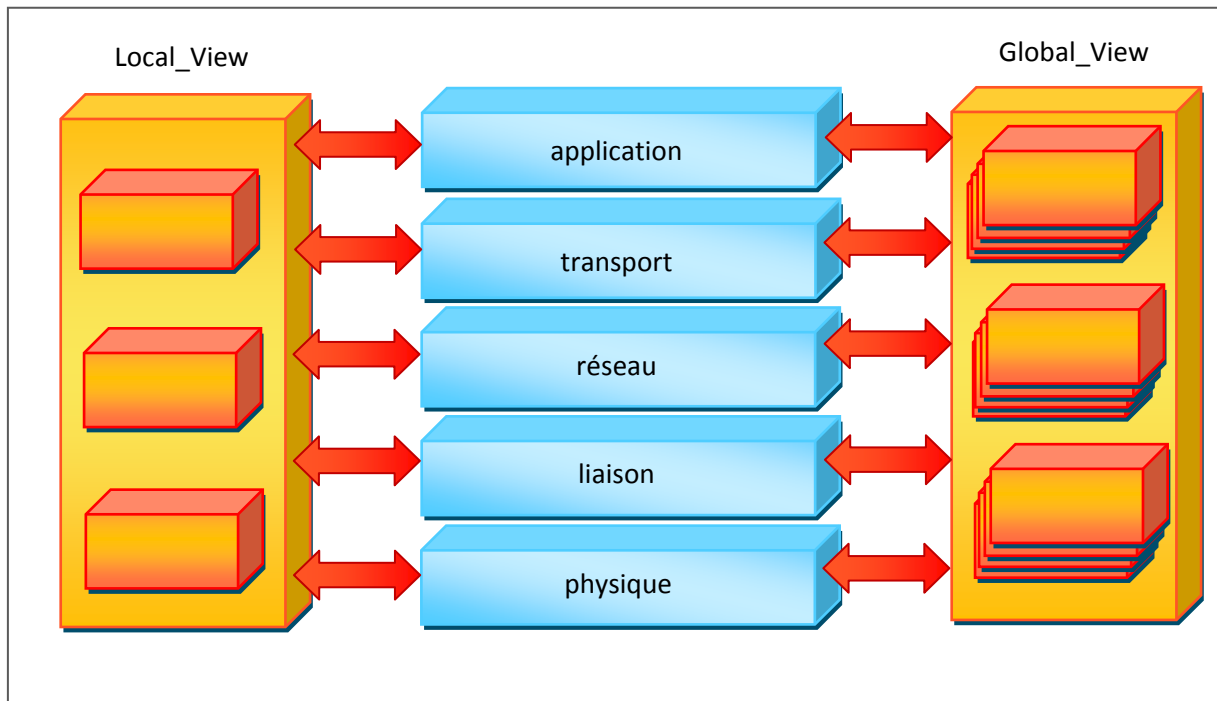 Local_View
Global_View
application
transport
réseau
liaison
physique